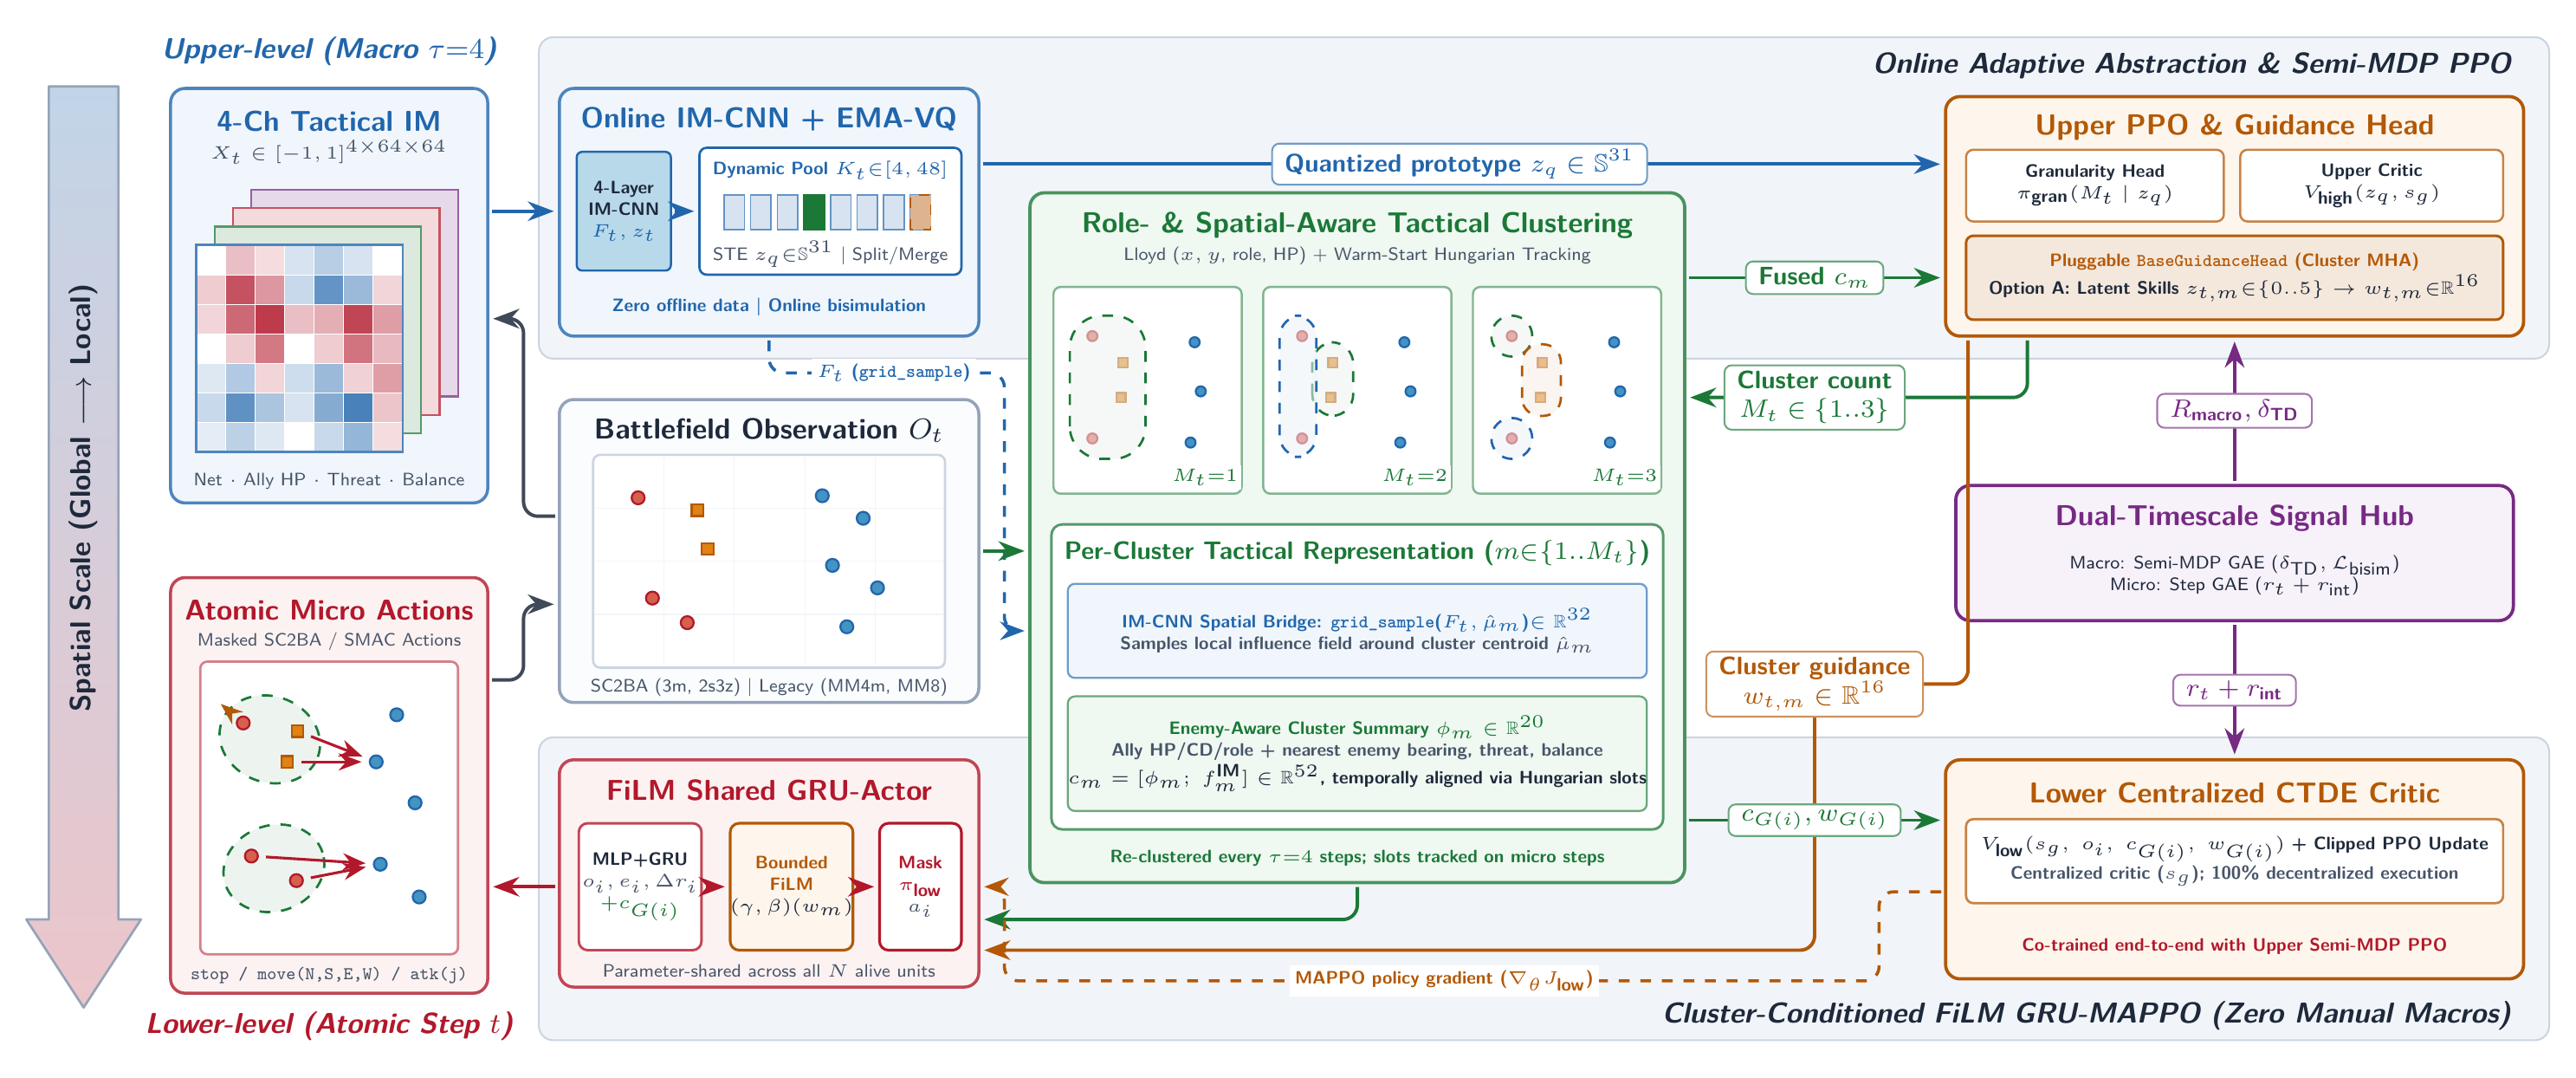 Upper-level (Macro τ=4)
Online Adaptive Abstraction & Semi-MDP PPO
Spatial Scale (Global ⟶ Local)
4-Ch Tactical IM
X_t ∈ [−1, 1]^{4×64×64}
Net · Ally HP · Threat · Balance
Online IM-CNN + EMA-VQ
4-Layer
IM-CNN
F_t, z_t
Dynamic Pool K_t∈[4, 48]
STE z_q∈𝕊^{31} | Split/Merge
Zero offline data | Online bisimulation
Quantized prototype z_q ∈ 𝕊^{31}
Upper PPO & Guidance Head
Granularity Head
π_gran(M_t | z_q)
Upper Critic
V_high(z_q, s_g)
Pluggable BaseGuidanceHead (Cluster MHA)
Option A: Latent Skills z_{t,m}∈{0..5} → w_{t,m}∈ℝ^{16}
Role- & Spatial-Aware Tactical Clustering
Lloyd (x, y, role, HP) + Warm-Start Hungarian Tracking
M_t=1
M_t=2
M_t=3
Fused c_m
Cluster count
M_t ∈ {1..3}
F_t (grid_sample)
Battlefield Observation O_t
SC2BA (3m, 2s3z) | Legacy (MM4m, MM8)
Per-Cluster Tactical Representation (m∈{1..M_t})
IM-CNN Spatial Bridge: grid_sample(F_t, μ̂_m)∈ ℝ^{32}
Samples local influence field around cluster centroid μ̂_m
Enemy-Aware Cluster Summary φ_m ∈ ℝ^{20}
Ally HP/CD/role + nearest enemy bearing, threat, balance
c_m = [φ_m; f_m^{IM}] ∈ ℝ^{52}, temporally aligned via Hungarian slots
Re-clustered every τ=4 steps; slots tracked on micro steps
R_macro, δ_TD
Dual-Timescale Signal Hub
Macro: Semi-MDP GAE (δ_TD, ℒ_bisim)
Micro: Step GAE (r_t + r_int)
Cluster guidance
w_{t,m} ∈ ℝ^{16}
r_t + r_int
Atomic Micro Actions
Masked SC2BA / SMAC Actions
stop / move(N,S,E,W) / atk(j)
FiLM Shared GRU-Actor
MLP+GRU
o_i, e_i, Δr_i
+c_{G(i)}
Bounded
FiLM
(γ, β)(w_m)
Mask
π_low
a_i
Parameter-shared across all N alive units
c_{G(i)}, w_{G(i)}
Lower Centralized CTDE Critic
V_low(s_g, o_i, c_{G(i)}, w_{G(i)}) + Clipped PPO Update
Centralized critic (s_g); 100% decentralized execution
Co-trained end-to-end with Upper Semi-MDP PPO
MAPPO policy gradient (∇_θ J_low)
Lower-level (Atomic Step t)
Cluster-Conditioned FiLM GRU-MAPPO (Zero Manual Macros)